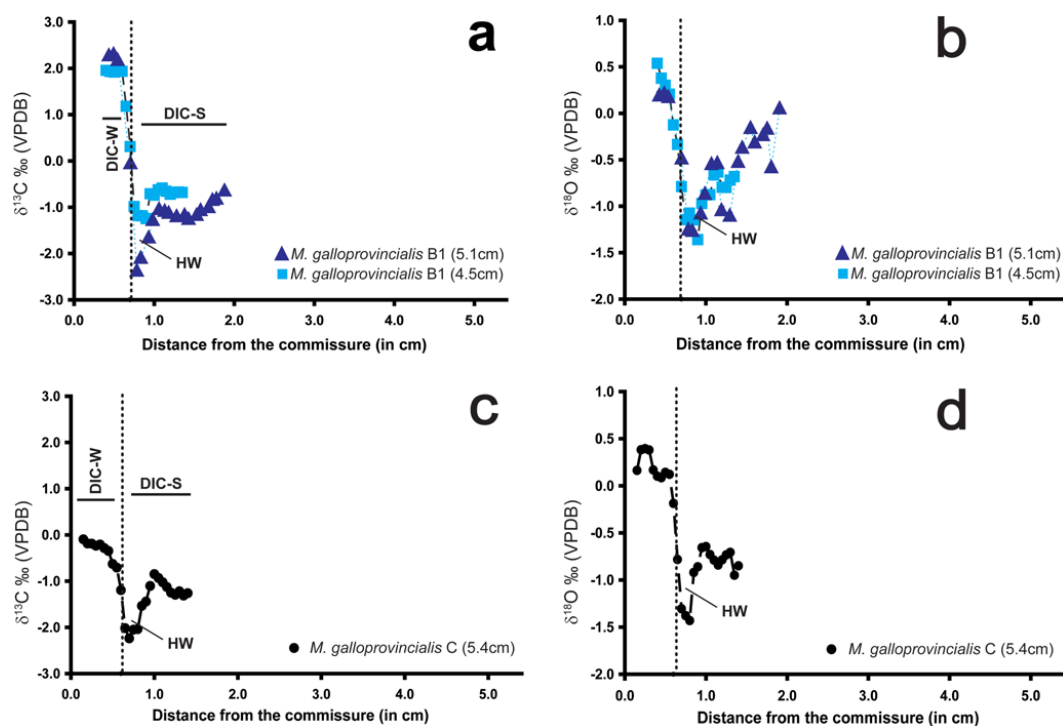 a
δ13C ‰ (VPDB)
3.0
2.0
1.0
0.0
-1.0
-2.0
-3.0
DIC-W
DIC-S
HW
M. galloprovincialis B1 (5.1cm)
M. galloprovincialis B1 (4.5cm)
0.0 1.0 2.0 3.0 4.0 5.0
Distance from the commissure (in cm)
b
δ18O ‰ (VPDB)
1.0
0.5
0.0
-0.5
-1.0
-1.5
-2.0
HW
M. galloprovincialis B1 (5.1cm)
M. galloprovincialis B1 (4.5cm)
0.0 1.0 2.0 3.0 4.0 5.0
Distance from the commissure (in cm)
c
δ13C ‰ (VPDB)
3.0
2.0
1.0
0.0
-1.0
-2.0
-3.0
DIC-W
DIC-S
HW
M. galloprovincialis C (5.4cm)
0.0 1.0 2.0 3.0 4.0 5.0
Distance from the commissure (in cm)
d
δ18O ‰ (VPDB)
1.0
0.5
0.0
-0.5
-1.0
-1.5
-2.0
HW
M. galloprovincialis C (5.4cm)
0.0 1.0 2.0 3.0 4.0 5.0
Distance from the commissure (in cm)